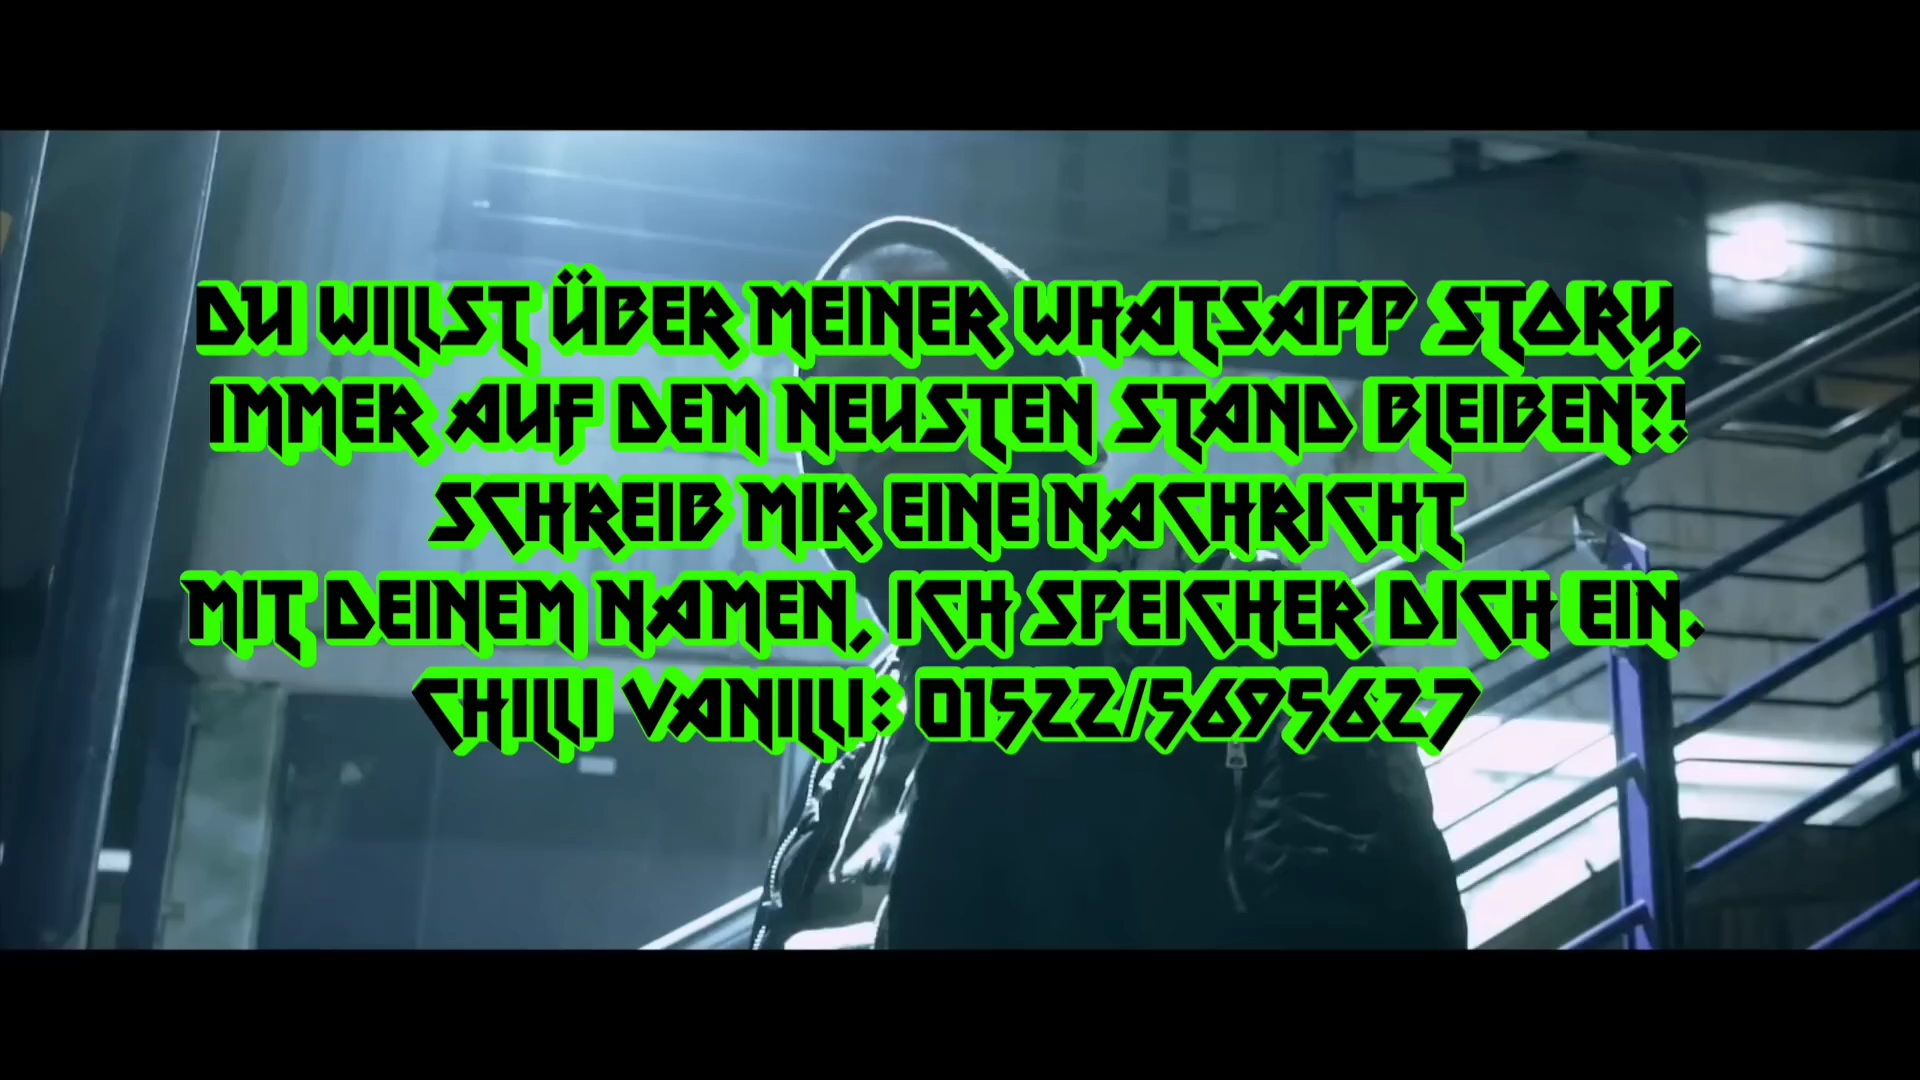 DU WILLST ÜBER MEINER WHATSAPP STORY,
IMMER AUF DEM NEUSTEN STAND BLEIBEN?!
SCHREIB MIR EINE NACHRICHT
MIT DEINEM NAMEN, ICH SPEICHER DICH EIN.
CHILLI VANILLI: 01522/5695627